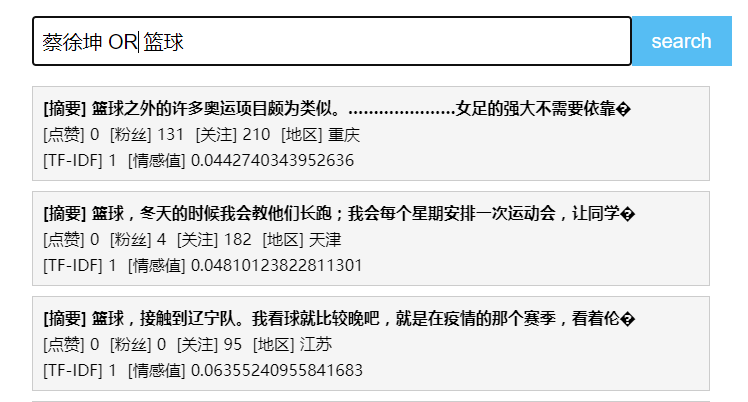 蔡徐坤 OR 篮球
search
[摘要] 篮球之外的许多奥运项目颇为类似。…………………女足的强大不需要依靠�
[点赞] 0 [粉丝] 131 [关注] 210 [地区] 重庆
[TF-IDF] 1 [情感值] 0.0442740343952636
[摘要] 篮球，冬天的时候我会教他们长跑；我会每个星期安排一次运动会，让同学�
[点赞] 0 [粉丝] 4 [关注] 182 [地区] 天津
[TF-IDF] 1 [情感值] 0.04810123822811301
[摘要] 篮球，接触到辽宁队。我看球就比较晚吧，就是在疫情的那个赛季，看着伦�
[点赞] 0 [粉丝] 0 [关注] 95 [地区] 江苏
[TF-IDF] 1 [情感值] 0.06355240955841683